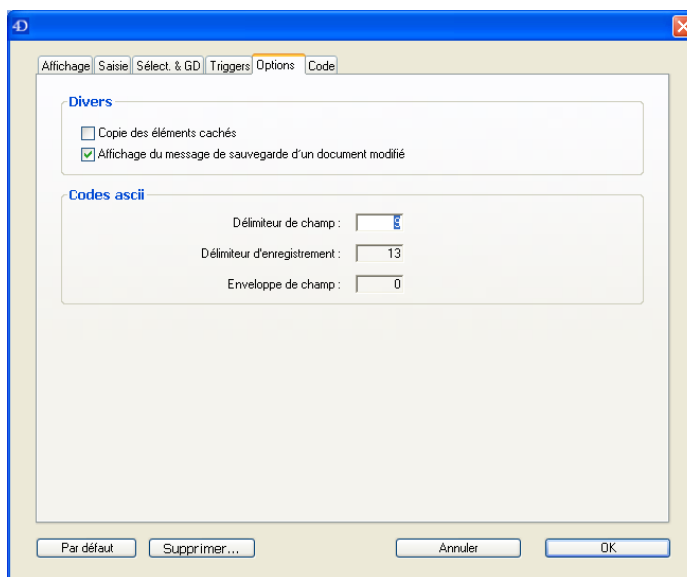 4D
Affichage Saisie Sélect. & GD Triggers Options Code
Divers
Copie des éléments cachés
Affichage du message de sauvegarde d'un document modifié
Codes ascii
Délimiteur de champ : 9
Délimiteur d'enregistrement : 13
Enveloppe de champ : 0
Par défaut Supprimer... Annuler OK